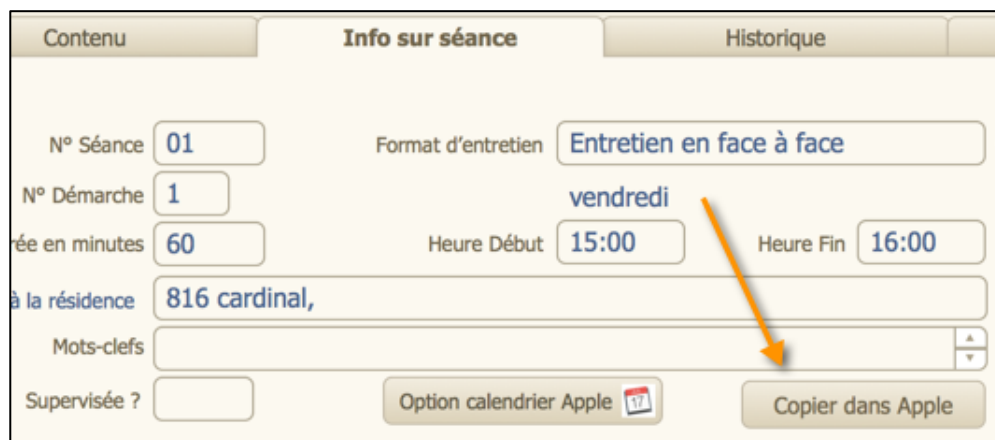 Contenu Info sur séance Historique
N° Séance 01 Format d'entretien Entretien en face à face
N° Démarche 1 vendredi
rée en minutes 60 Heure Début 15:00 Heure Fin 16:00
à la résidence 816 cardinal,
Mots-clefs
Supervisée ? Option calendrier Apple 17 Copier dans Apple